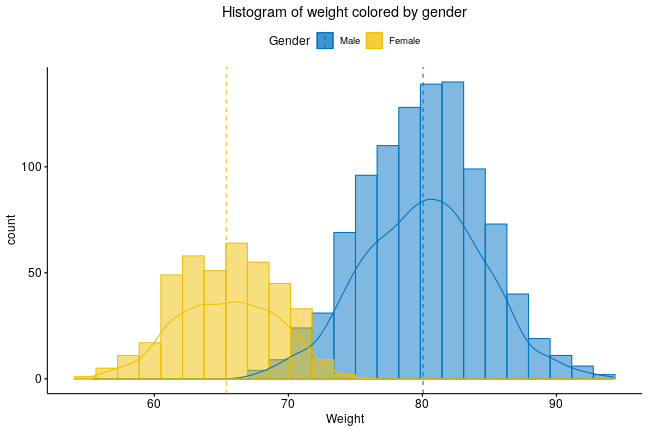 Histogram of weight colored by gender
Gender Male Female
count
100
50
0
60 70 80 90
Weight